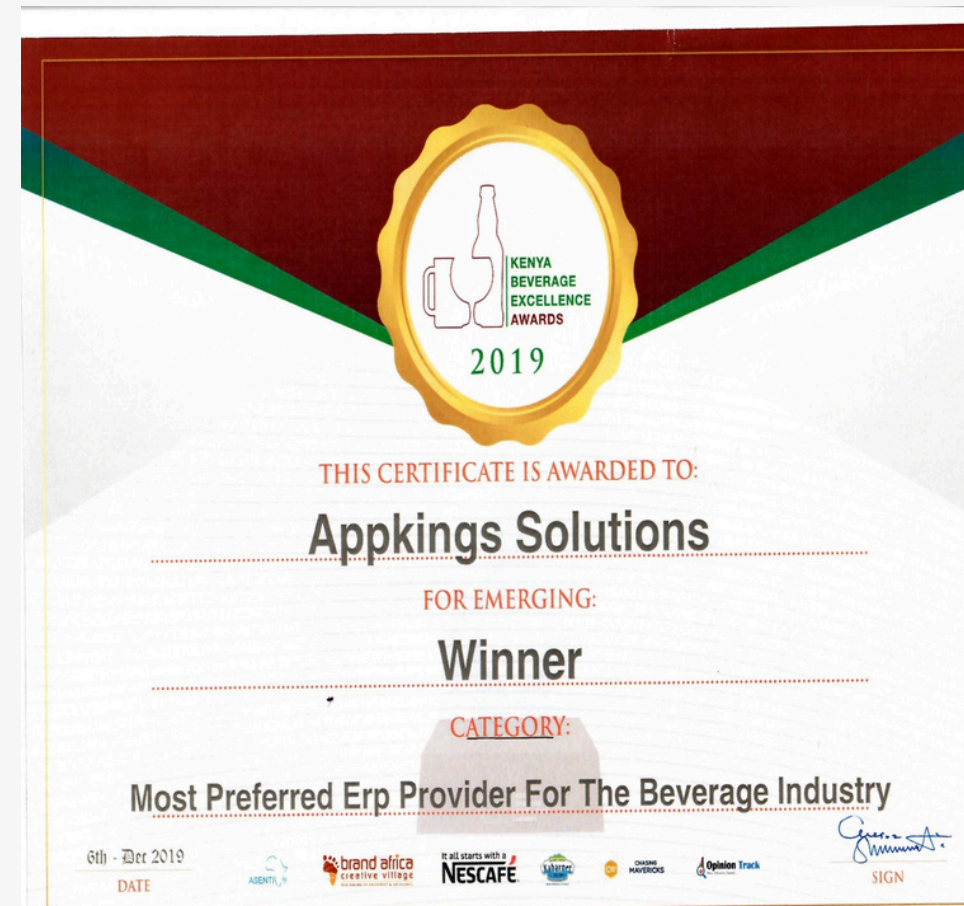 KENYA
BEVERAGE
EXCELLENCE
AWARDS
2019
THIS CERTIFICATE IS AWARDED TO:
Appkings Solutions
FOR EMERGING:
Winner
CATEGORY:
Most Preferred Erp Provider For The Beverage Industry
6th - Dec 2019
DATE
brand africa
creative village
It all starts with a
NESCAFÉ
CHASING
MAVERICKS
Opinion Track
SIGN